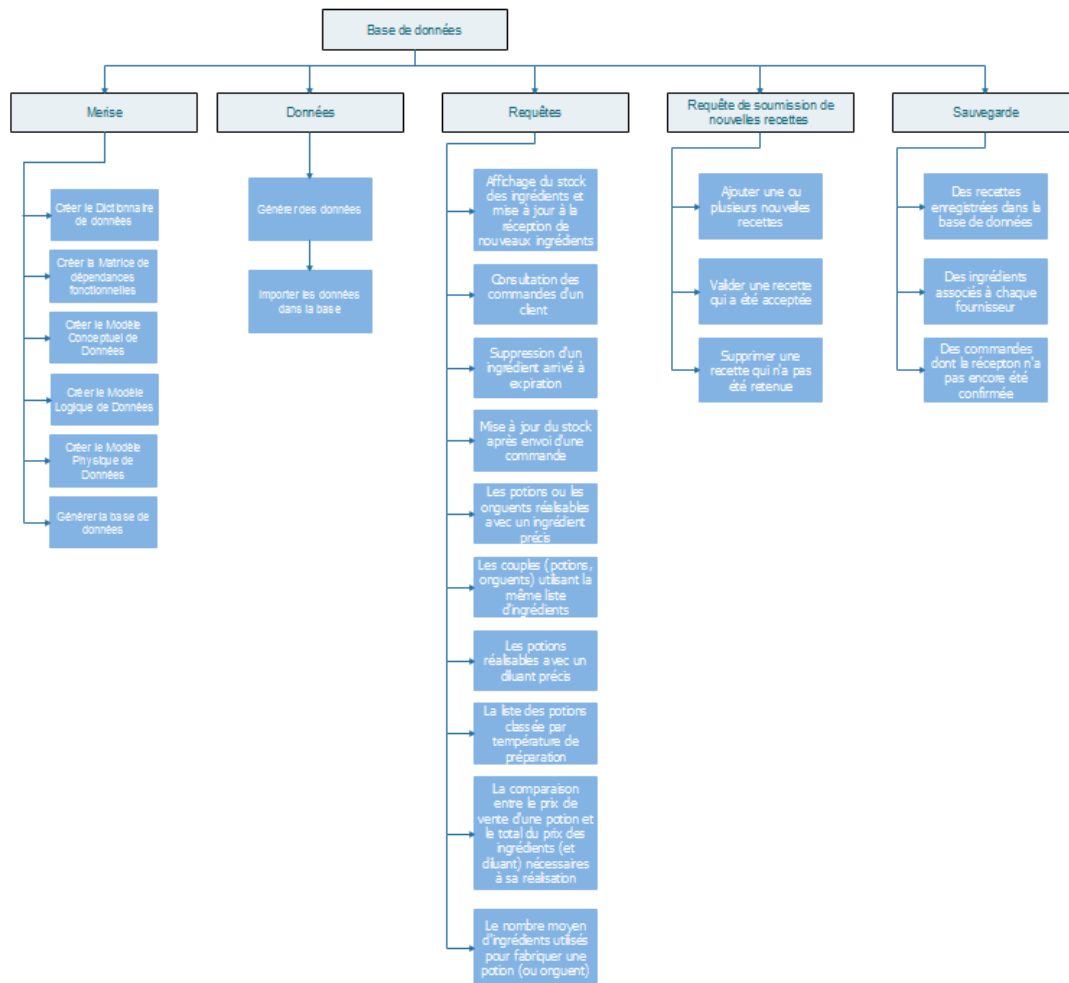 Base de données
Merise
Créer le Dictionnaire
de données
Créer la Matrice de
dépendances
fonctionnelles
Créer le Modèle
Conceptuel de
Données
Créer le Modèle
Logique de Données
Créer le Modèle
Physique de
Données
Générer la base de
données
Données
Générer des données
Importer les données
dans la base
Requêtes
Affichage du stock
des ingrédients et
mise à jour à la
réception de
nouveaux ingrédients
Consultation des
commandes d'un
client
Suppression d'un
ingrédient arrivé à
expiration
Mise à jour du stock
après envoi d'une
commande
Les potions ou les
onguents réalisables
avec un ingrédient
précis
Les couples (potions,
onguents) utilisant la
même liste
d'ingrédients
Les potions
réalisables avec un
diluant précis
La liste des potions
classée par
température de
préparation
La comparaison
entre le prix de
vente d'une potion et
le total du prix des
ingrédients (et
diluant) nécessaires
à sa réalisation
Le nombre moyen
d'ingrédients utilisés
pour fabriquer une
potion (ou onguent)
Requête de soumission de
nouvelles recettes
Ajouter une ou
plusieurs nouvelles
recettes
Valider une recette
qui a été acceptée
Supprimer une
recette qui n'a pas
été retenue
Sauvegarde
Des recettes
enregistrées dans la
base de données
Des ingrédients
associés à chaque
fournisseur
Des commandes
dont la récepton n'a
pas encore été
confirmée